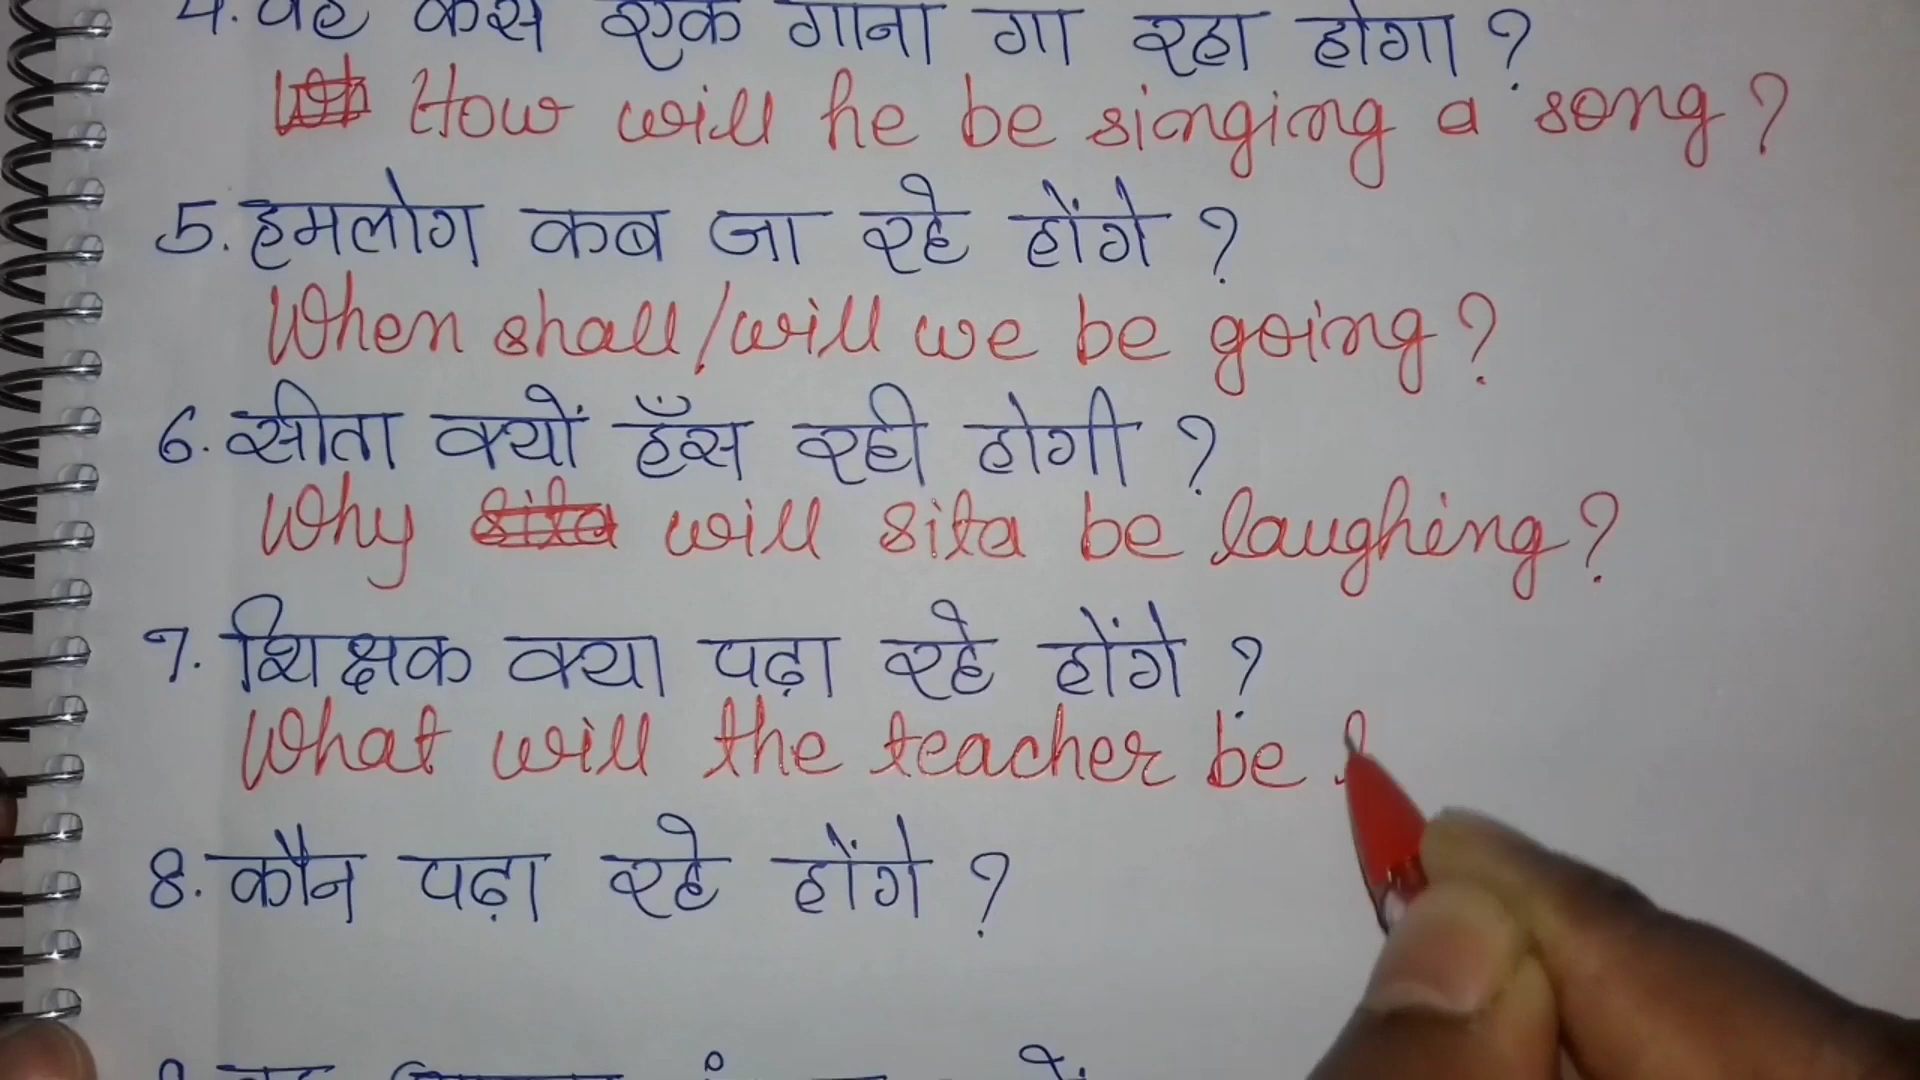 4. वह कैसे एक गाना गा रहा होगा ?
How will he be singing a song ?
5. हमलोग कब जा रहे होंगे ?
When shall/will we be going ?
6. सीता क्यों हँस रही होगी ?
Why sita will sita be laughing ?
7. शिक्षक क्या पढ़ा रहे होंगे ?
What will the teacher be
8. कौन पढ़ा रहे होंगे ?